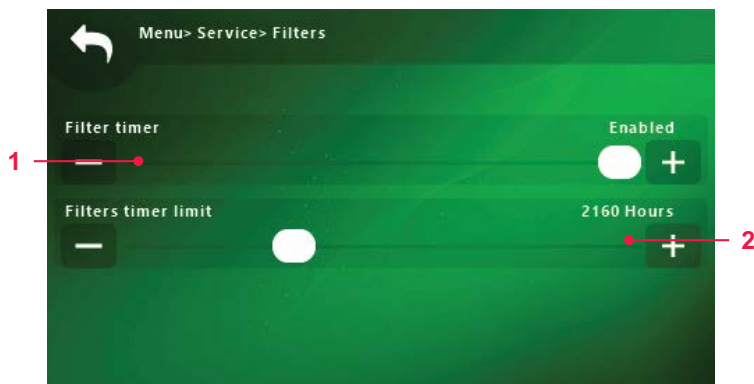 Menu> Service> Filters
Filter timer Enabled
1 − +
Filters timer limit 2160 Hours
− + 2